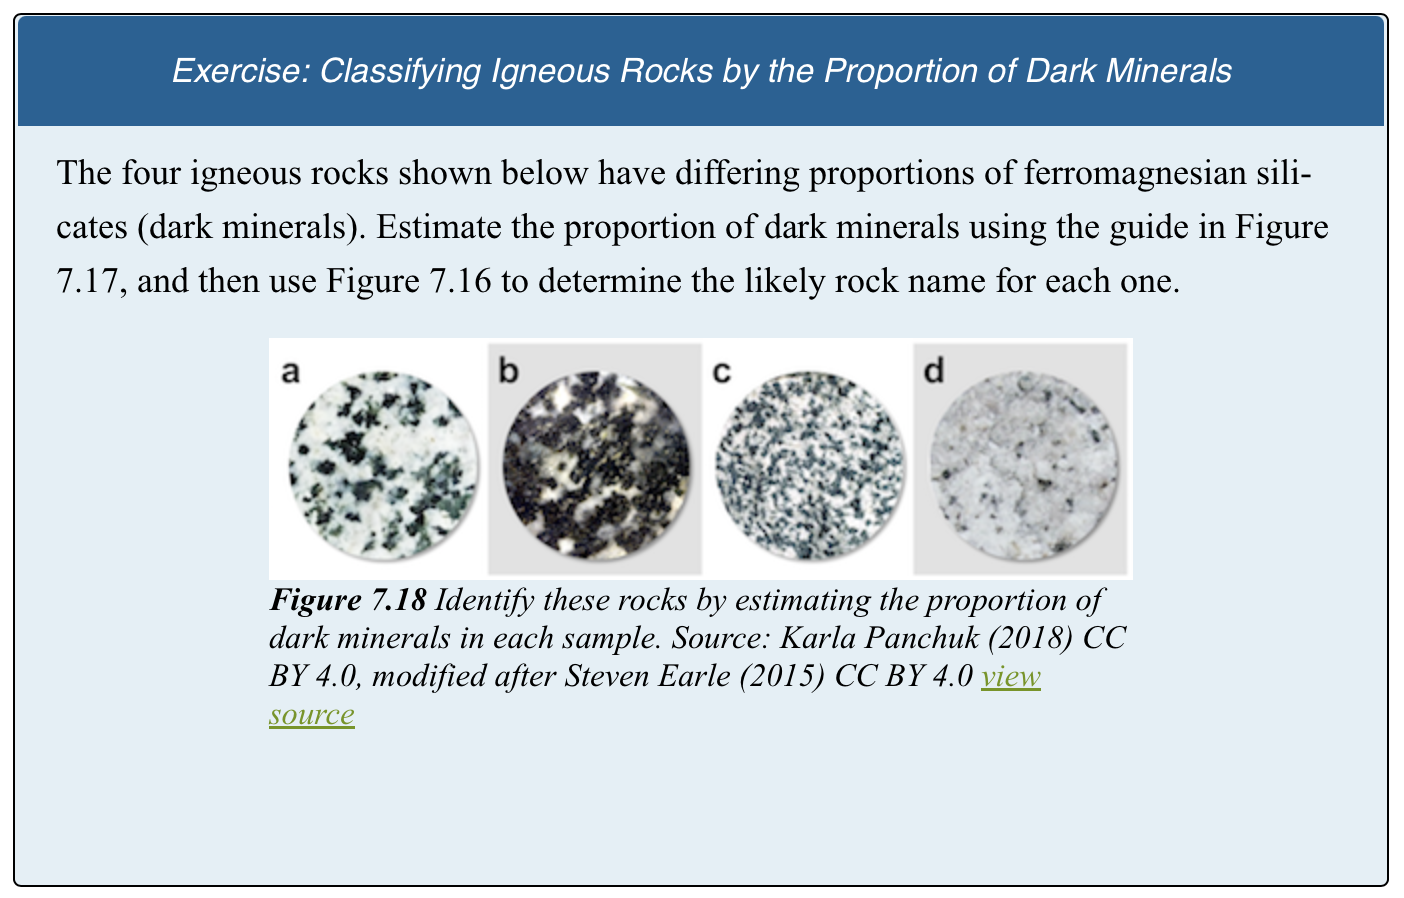 Exercise: Classifying Igneous Rocks by the Proportion of Dark Minerals
The four igneous rocks shown below have differing proportions of ferromagnesian sili-
cates (dark minerals). Estimate the proportion of dark minerals using the guide in Figure
7.17, and then use Figure 7.16 to determine the likely rock name for each one.
a b c d
Figure 7.18 Identify these rocks by estimating the proportion of
dark minerals in each sample. Source: Karla Panchuk (2018) CC
BY 4.0, modified after Steven Earle (2015) CC BY 4.0 view
source